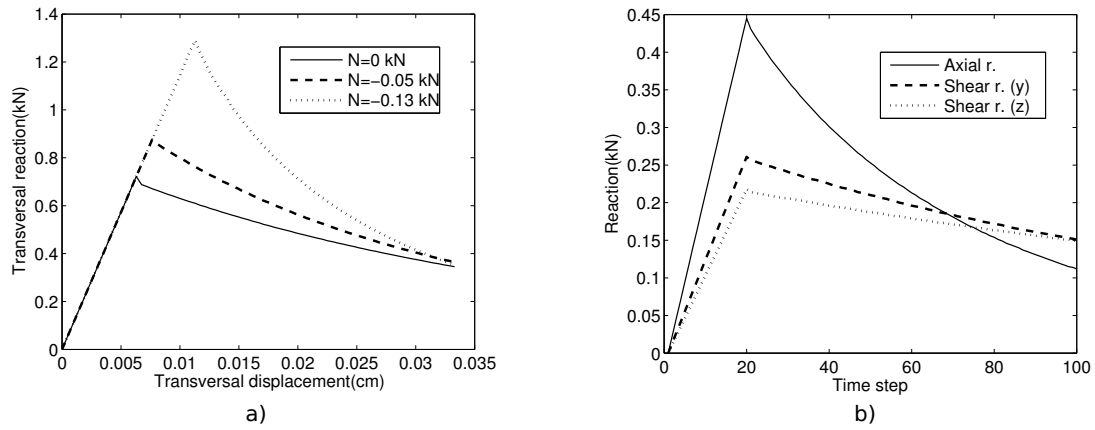 Transversal reaction(kN)
1.4
1.2
1
0.8
0.6
0.4
0.2
0
N=0 kN
N=−0.05 kN
N=−0.13 kN
0 0.005 0.01 0.015 0.02 0.025 0.03 0.035
Transversal displacement(cm)
a)
Reaction(kN)
0.45
0.4
0.35
0.3
0.25
0.2
0.15
0.1
0.05
0
Axial r.
Shear r. (y)
Shear r. (z)
0 20 40 60 80 100
Time step
b)